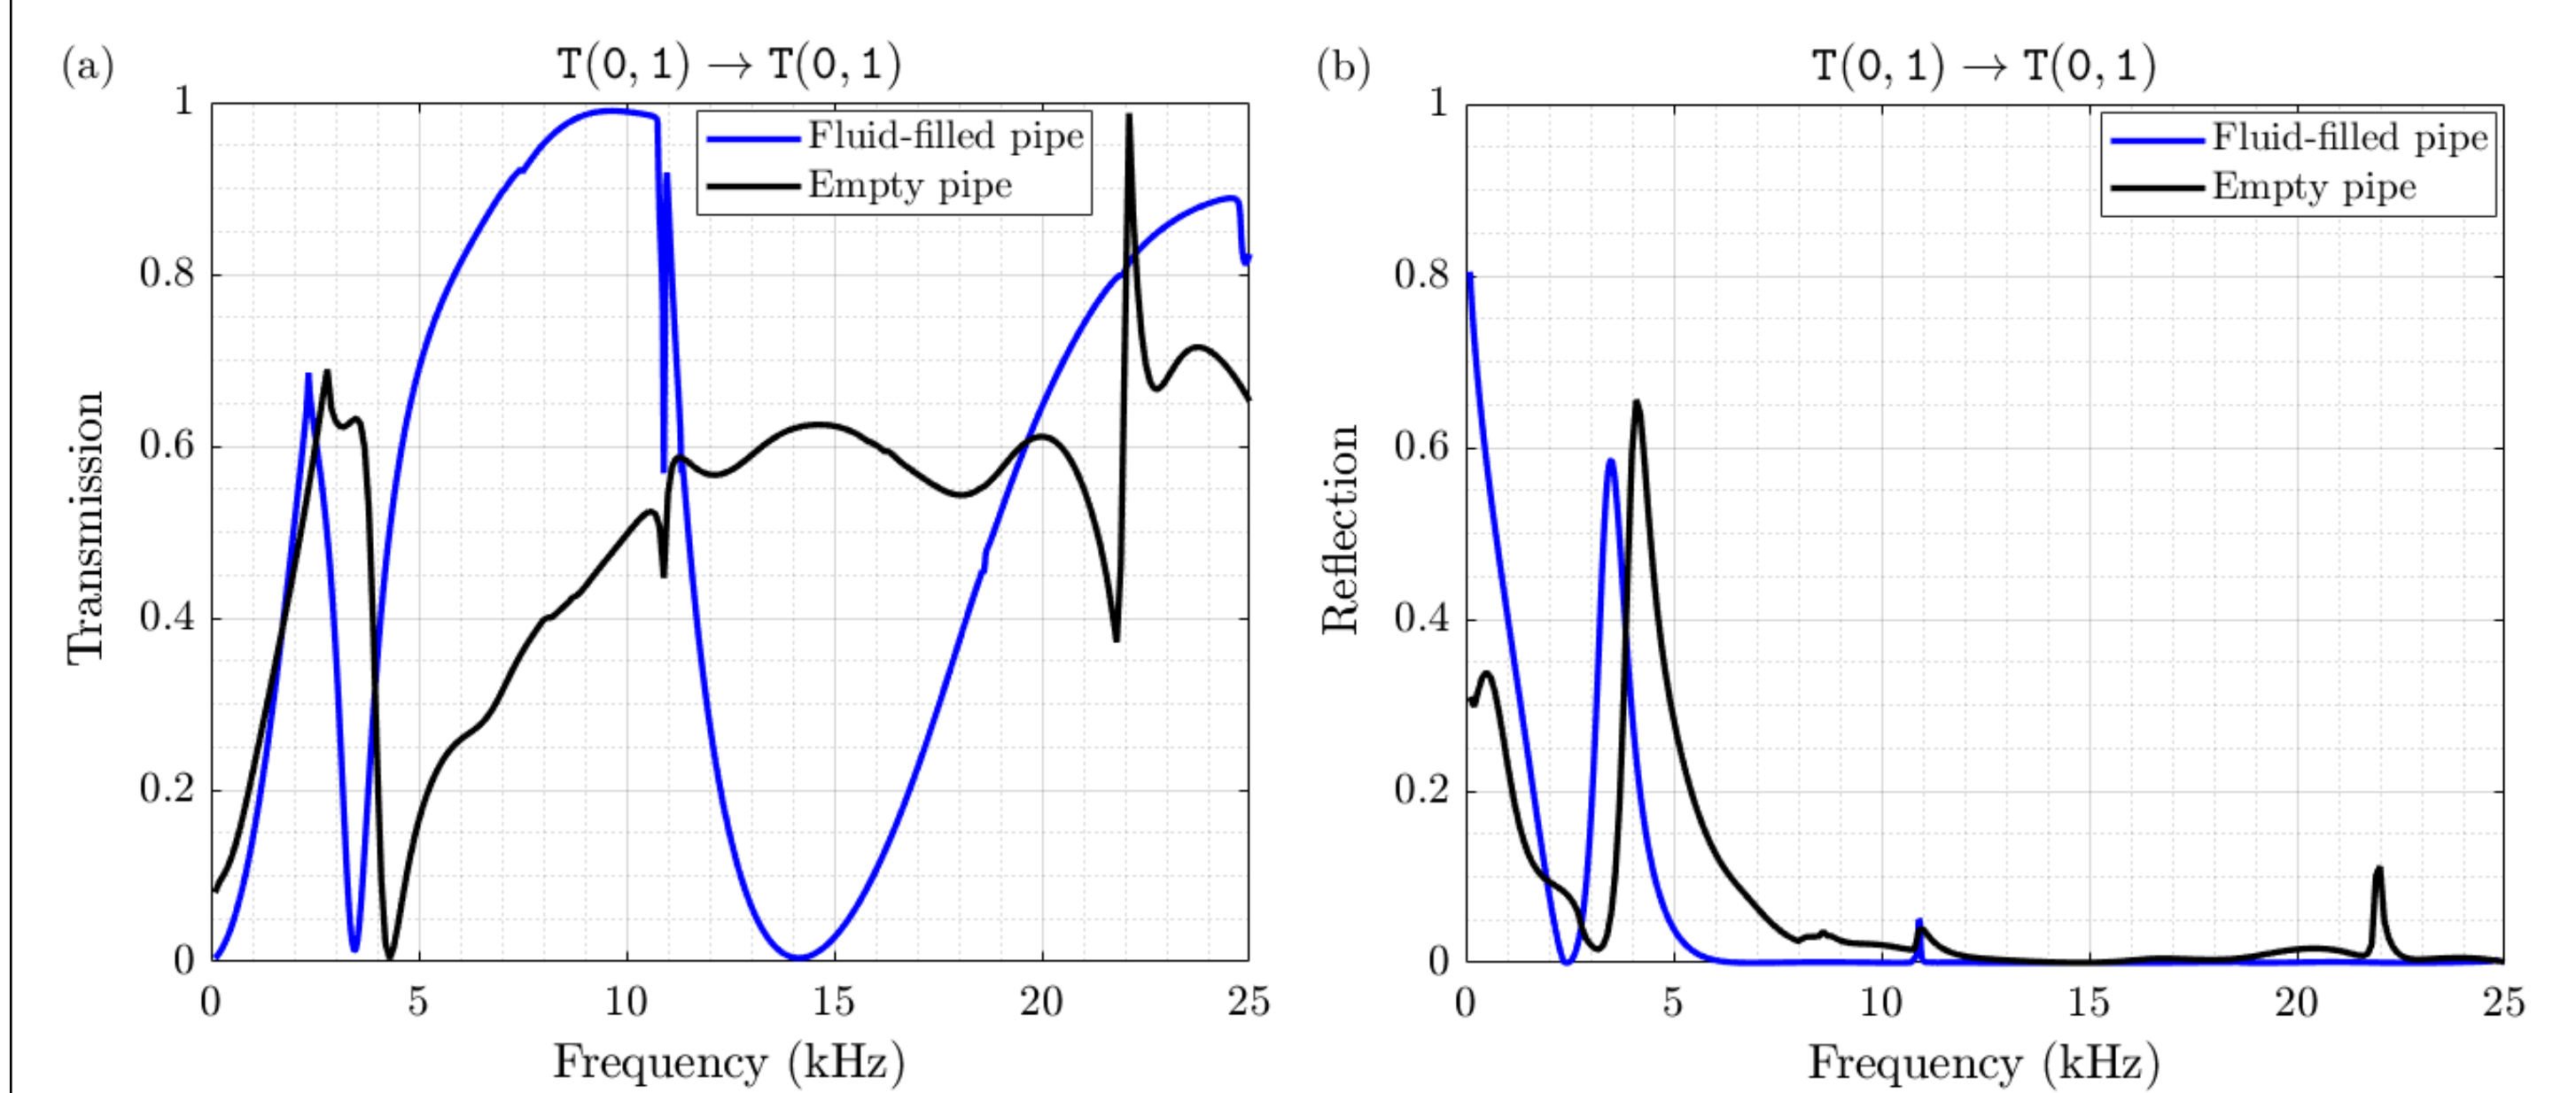 (a)
T(0, 1) → T(0, 1)
Fluid-filled pipe
Empty pipe
Transmission
1
0.8
0.6
0.4
0.2
0
0 5 10 15 20 25
Frequency (kHz)
(b)
T(0, 1) → T(0, 1)
Fluid-filled pipe
Empty pipe
Reflection
1
0.8
0.6
0.4
0.2
0
0 5 10 15 20 25
Frequency (kHz)